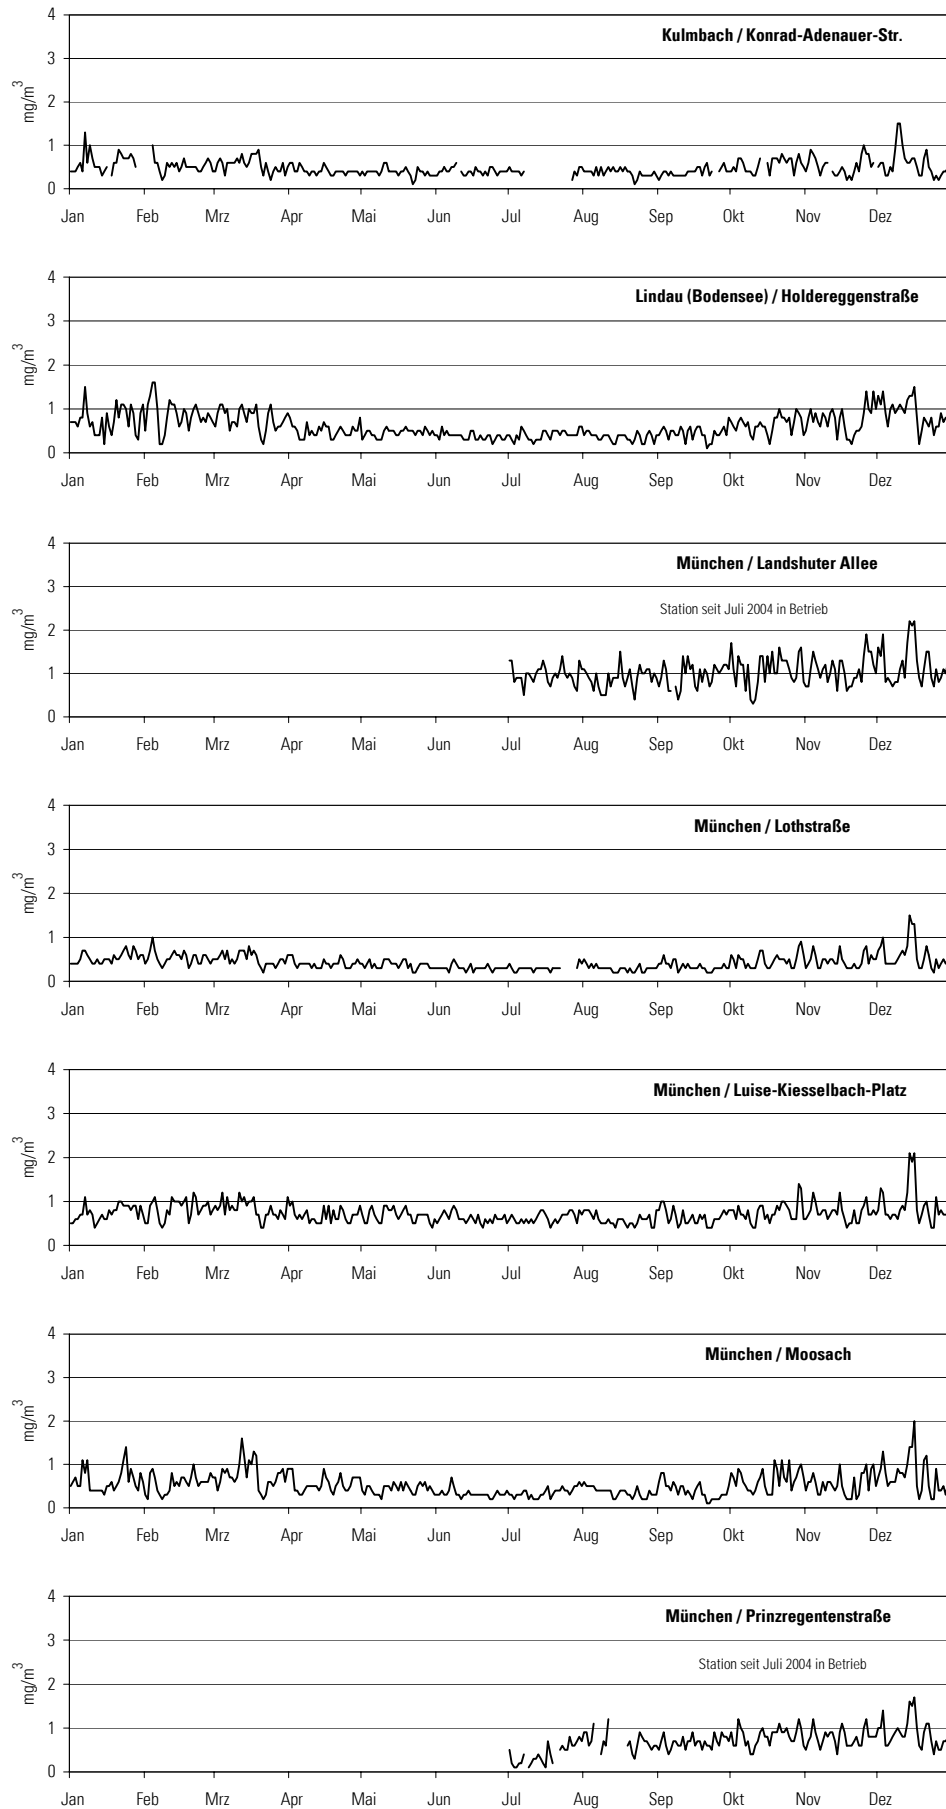 4
Kulmbach / Konrad-Adenauer-Str.
3
mg/m³
2
1
0
Jan Feb Mrz Apr Mai Jun Jul Aug Sep Okt Nov Dez
4
Lindau (Bodensee) / Holdereggenstraße
3
mg/m³
2
1
0
Jan Feb Mrz Apr Mai Jun Jul Aug Sep Okt Nov Dez
4
München / Landshuter Allee
3
Station seit Juli 2004 in Betrieb
mg/m³
2
1
0
Jan Feb Mrz Apr Mai Jun Jul Aug Sep Okt Nov Dez
4
München / Lothstraße
3
mg/m³
2
1
0
Jan Feb Mrz Apr Mai Jun Jul Aug Sep Okt Nov Dez
4
München / Luise-Kiesselbach-Platz
3
mg/m³
2
1
0
Jan Feb Mrz Apr Mai Jun Jul Aug Sep Okt Nov Dez
4
München / Moosach
3
mg/m³
2
1
0
Jan Feb Mrz Apr Mai Jun Jul Aug Sep Okt Nov Dez
4
München / Prinzregentenstraße
3
Station seit Juli 2004 in Betrieb
mg/m³
2
1
0
Jan Feb Mrz Apr Mai Jun Jul Aug Sep Okt Nov Dez